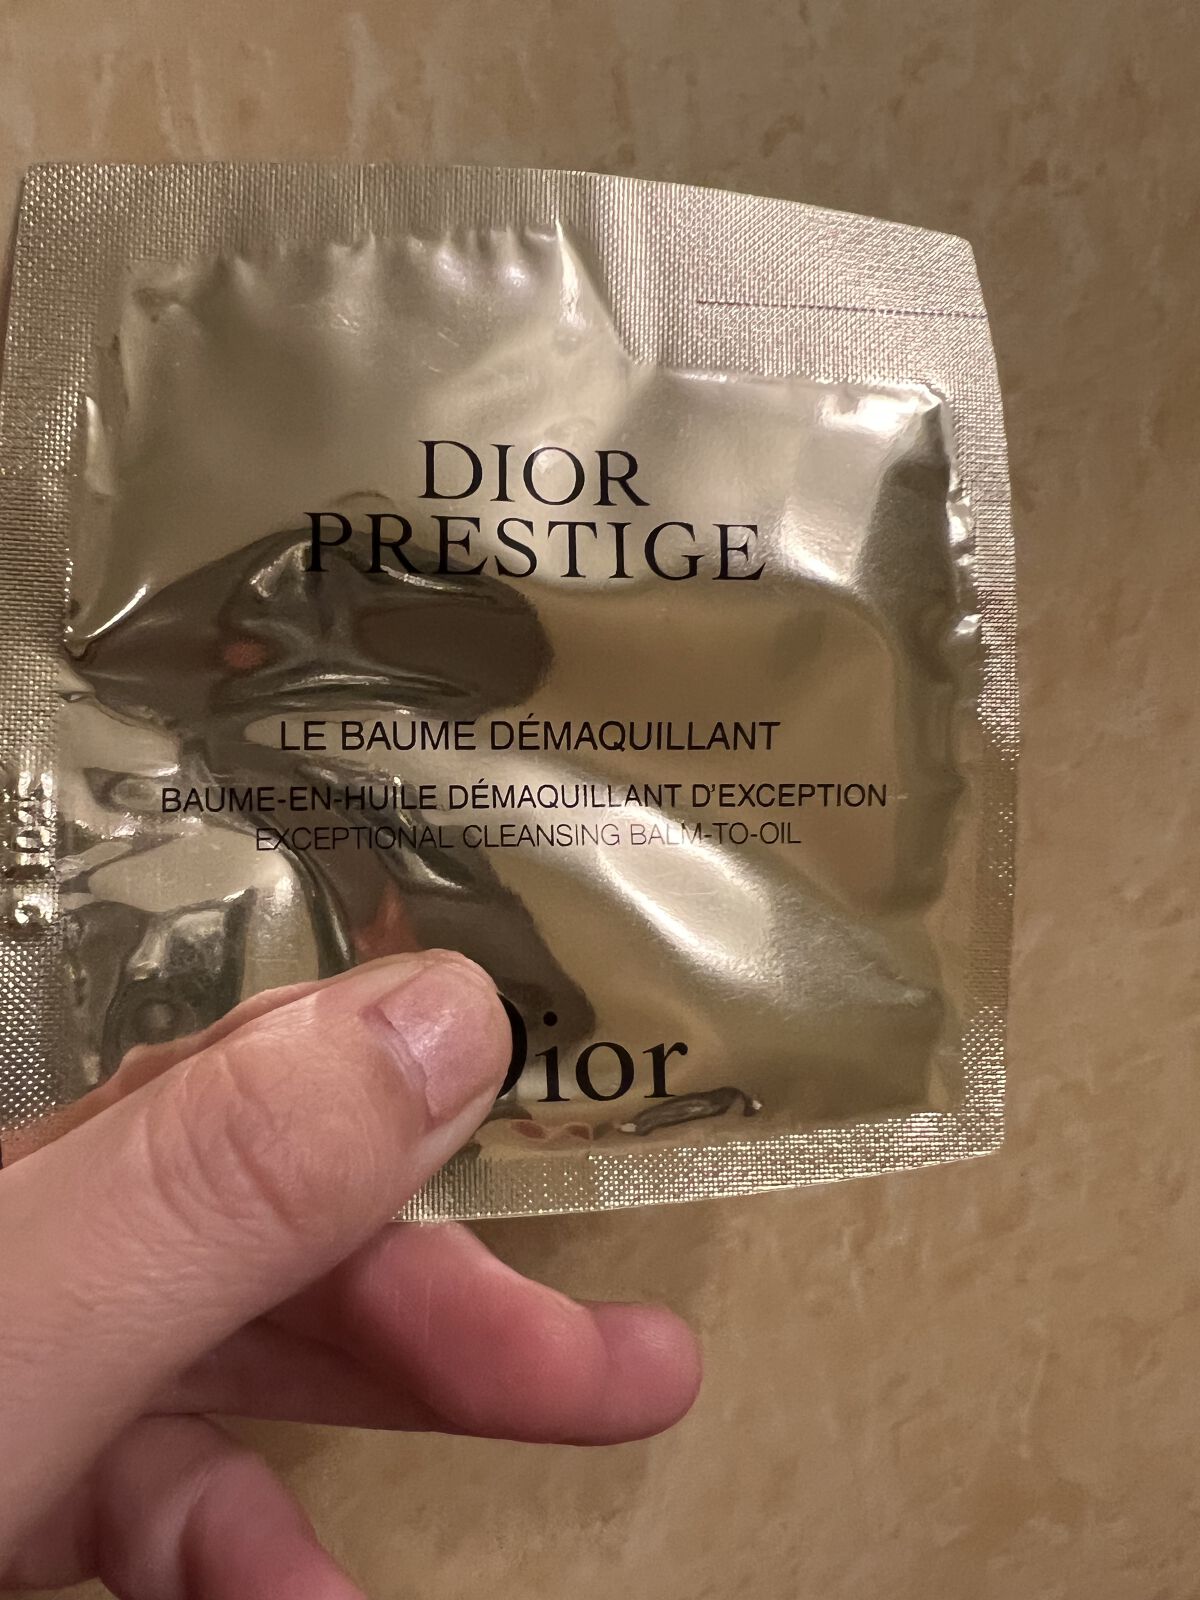 DIOR
PRESTIGE
LE BAUME DÉMAQUILLANT
BAUME-EN-HUILE DÉMAQUILLANT D'EXCEPTION
EXCEPTIONAL CLEANSING BALM-TO-OIL
Dior